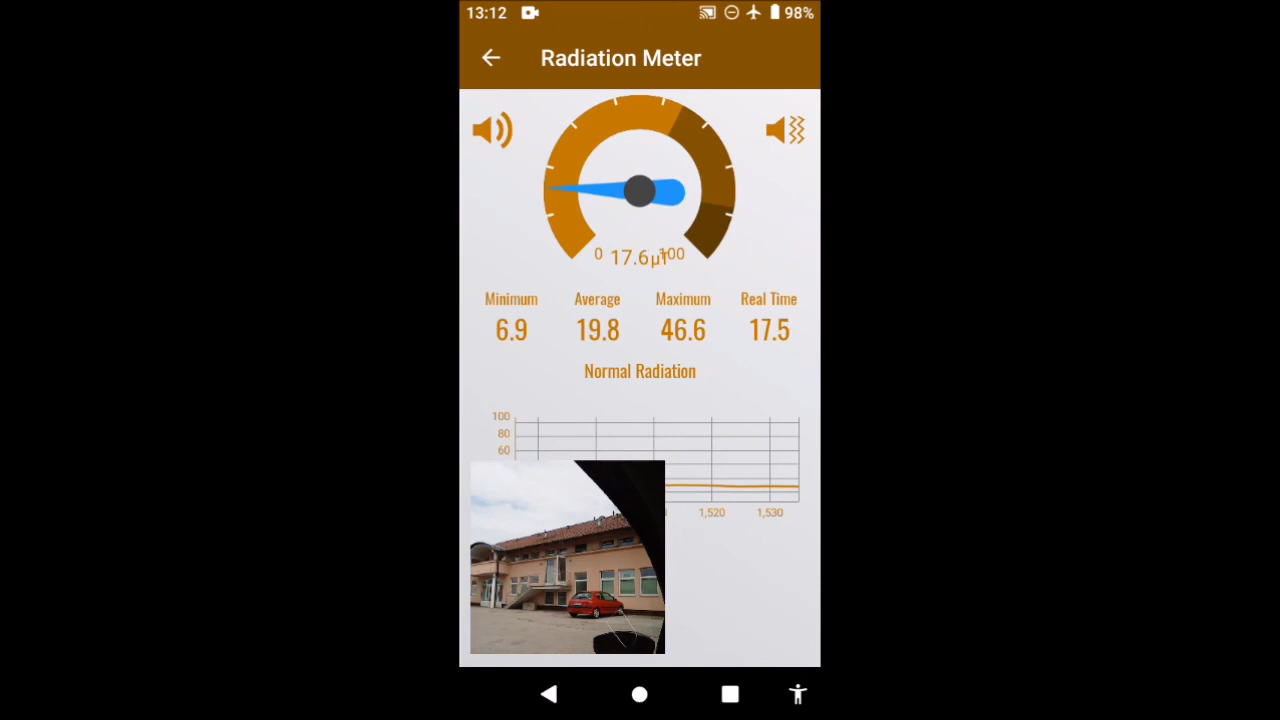 13:12 98%
Radiation Meter
0 17.6µT 100
Minimum Average Maximum Real Time
6.9 19.8 46.6 17.5
Normal Radiation
100
80
60
1,520 1,530